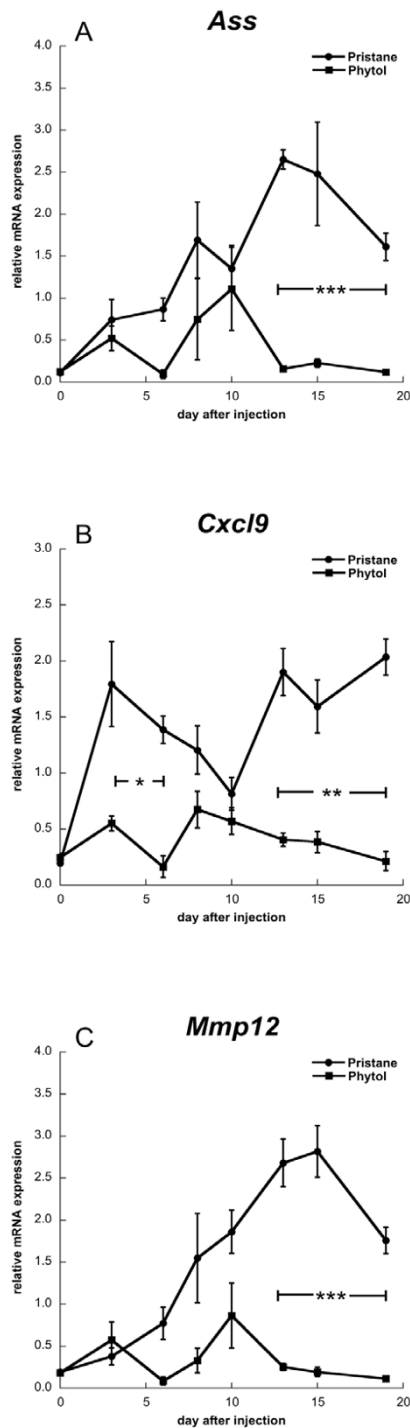 A
Ass
Pristane
Phytol
4.0
3.5
3.0
2.5
2.0
1.5
1.0
0.5
0.0
relative mRNA expression
***
0
5
10
15
20
day after injection
B
Cxcl9
Pristane
Phytol
3.0
2.5
2.0
1.5
1.0
0.5
0.0
relative mRNA expression
*
**
0
5
10
15
20
day after injection
C
Mmp12
Pristane
Phytol
4.0
3.5
3.0
2.5
2.0
1.5
1.0
0.5
0.0
relative mRNA expression
***
0
5
10
15
20
day after injection